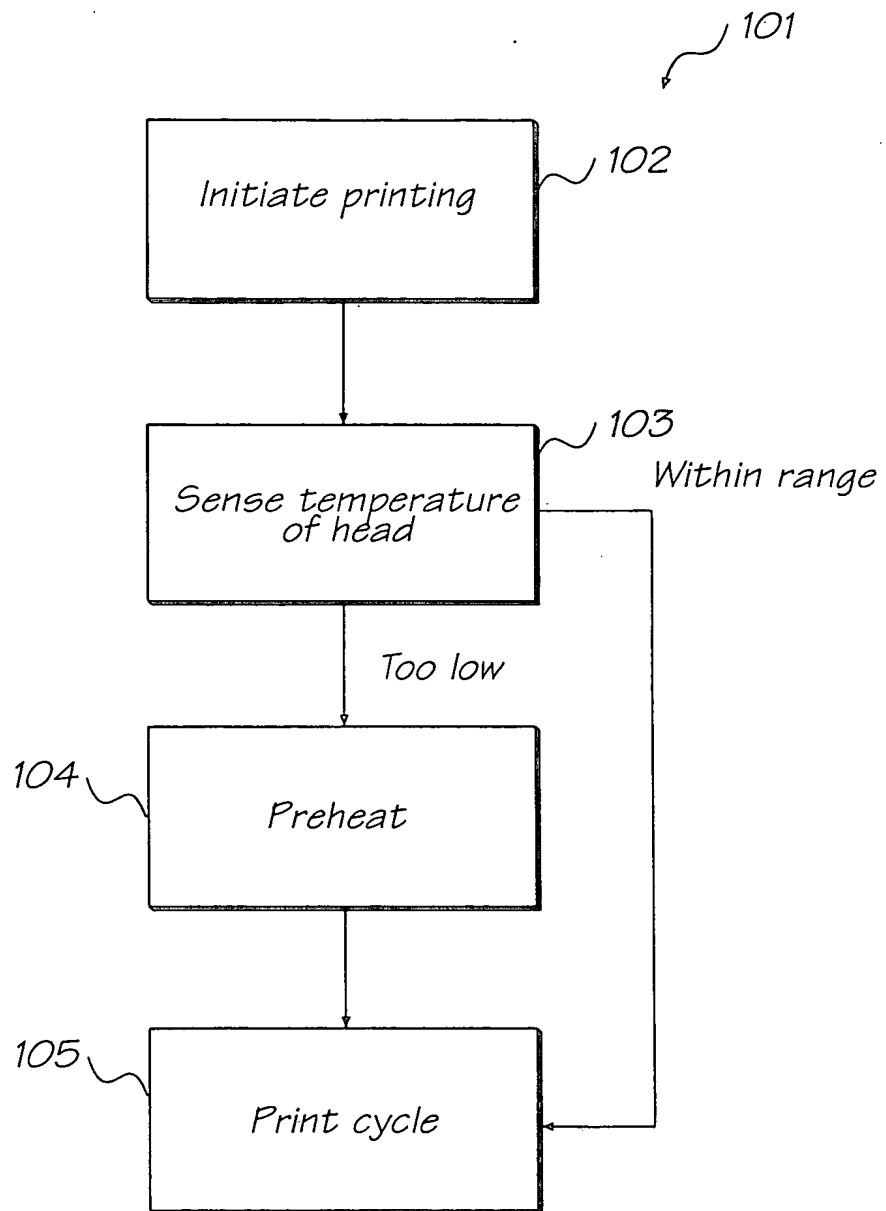 101
Initiate printing
102
103
Sense temperature
of head
Within range
Too low
104
Preheat
105
Print cycle